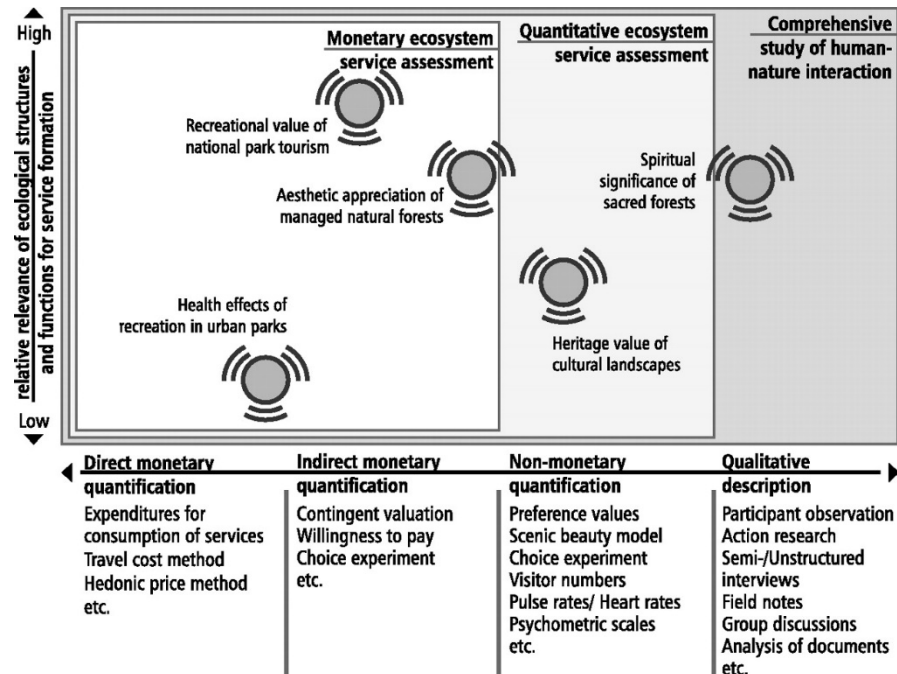 High
relative relevance of ecological structures
and functions for service formation
Low
Monetary ecosystem
service assessment
Quantitative ecosystem
service assessment
Comprehensive
study of human-
nature interaction
Recreational value of
national park tourism
Aesthetic appreciation of
managed natural forests
Spiritual
significance of
sacred forests
Health effects of
recreation in urban parks
Heritage value of
cultural landscapes
Direct monetary
quantification
Expenditures for
consumption of services
Travel cost method
Hedonic price method
etc.
Indirect monetary
quantification
Contingent valuation
Willingness to pay
Choice experiment
etc.
Non-monetary
quantification
Preference values
Scenic beauty model
Choice experiment
Visitor numbers
Pulse rates/ Heart rates
Psychometric scales
etc.
Qualitative
description
Participant observation
Action research
Semi-/Unstructured
interviews
Field notes
Group discussions
Analysis of documents
etc.